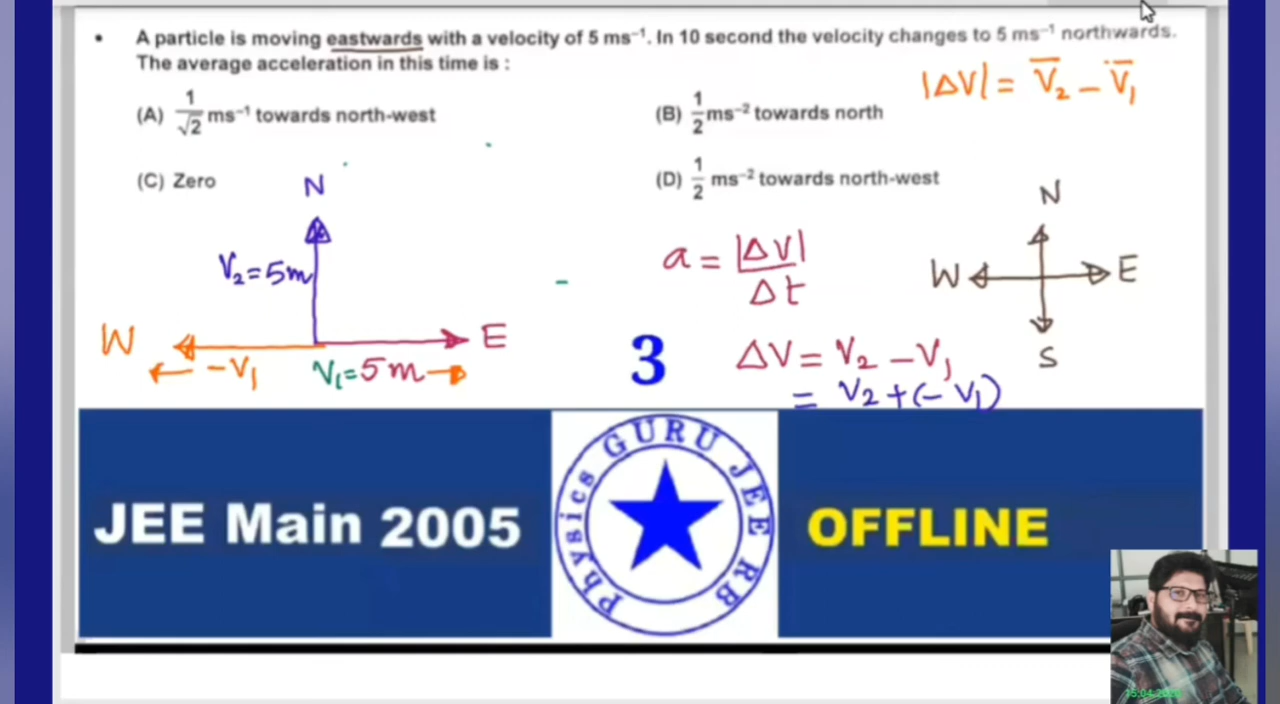 • A particle is moving eastwards with a velocity of 5 ms⁻¹. In 10 second the velocity changes to 5 ms⁻¹ northwards.
The average acceleration in this time is :
|ΔV| = V̅₂ − V̅₁
(A) 1/√2 ms⁻¹ towards north-west
(B) 1/2 ms⁻² towards north
(C) Zero
(D) 1/2 ms⁻² towards north-west
N
V₂=5m
W
E
-V₁
V₁=5m
a = |ΔV|/Δt
N
W
E
S
3
ΔV = V₂ − V₁
= V₂+(-V₁)
JEE Main 2005
Physics GURU JEE RB
OFFLINE